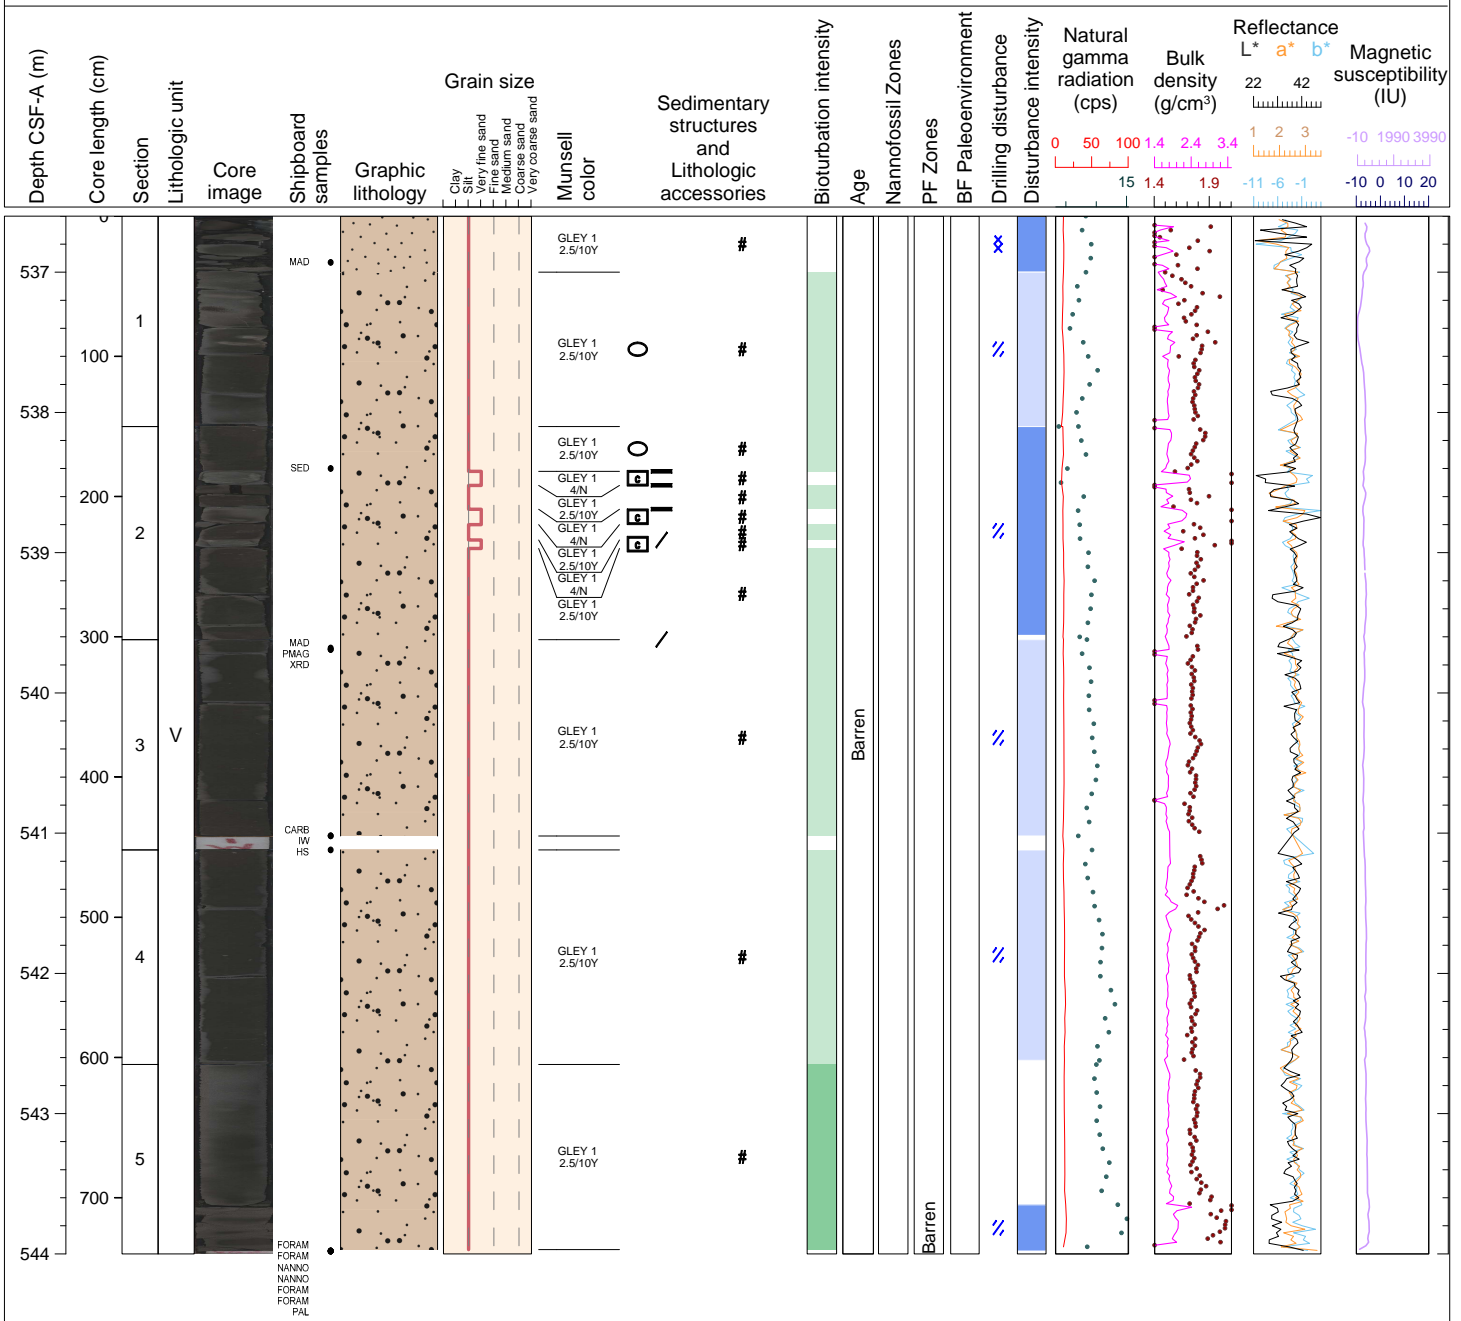 Depth CSF-A (m)
Core length (cm)
Section
Lithologic unit
Core
image
Shipboard
samples
Graphic
lithology
Grain size
Clay
Silt
Very fine sand
Fine sand
Medium sand
Coarse sand
Very coarse sand
Munsell
color
Sedimentary
structures
and
Lithologic
accessories
Bioturbation intensity
Age
Nannofossil Zones
PF Zones
BF Paleoenvironment
Drilling disturbance
Disturbance intensity
Natural
gamma
radiation
(cps)
0 50 100
15
Bulk
density
(g/cm³)
1.4 2.4 3.4
1.4 1.9
Reflectance
L* a* b*
22 42
1 2 3
-11 -6 -1
Magnetic
susceptibility
(IU)
-10 1990 3990
-10 0 10 20
537
538
539
540
541
542
543
544
0
100
200
300
400
500
600
700
1
2
3
4
5
V
MAD
SED
MAD
PMAG
XRD
CARB
IW
HS
FORAM
FORAM
NANNO
NANNO
FORAM
FORAM
PAL
GLEY 1
2.5/10Y
GLEY 1
2.5/10Y
GLEY 1
2.5/10Y
GLEY 1
4/N
GLEY 1
2.5/10Y
GLEY 1
4/N
GLEY 1
2.5/10Y
GLEY 1
4/N
GLEY 1
2.5/10Y
GLEY 1
2.5/10Y
GLEY 1
2.5/10Y
GLEY 1
2.5/10Y
c
c
c
#
#
#
#
#
#
#
#
#
#
#
#
Barren
Barren